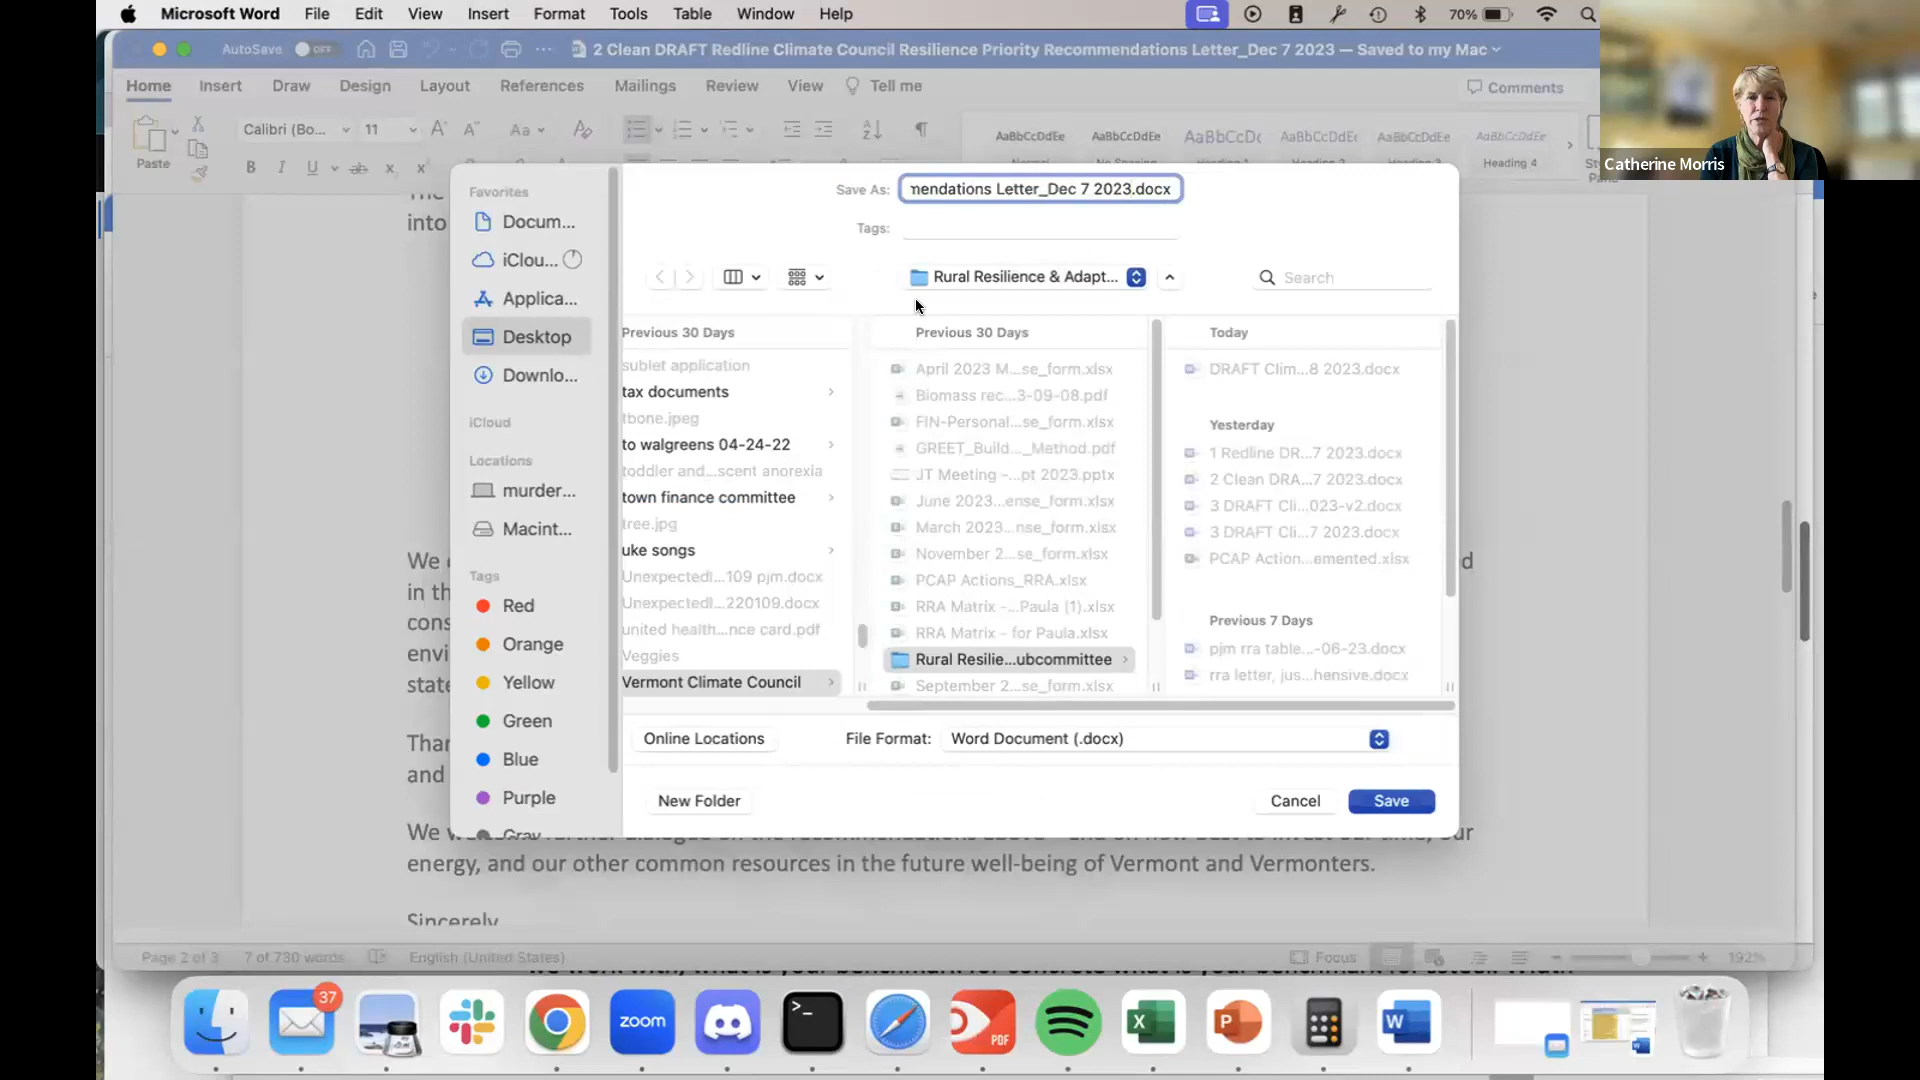 Microsoft Word File Edit View Insert Format Tools Table Window Help
70%
AutoSave OFF
2 Clean DRAFT Redline Climate Council Resilience Priority Recommendations Letter_Dec 7 2023 — Saved to my Mac
Home Insert Draw Design Layout References Mailings Review View Tell me
Comments
Paste
Calibri (Bo... 11
AaBbCcDdEe AaBbCcDdEe AaBbCcDc AaBbCcDdEe AaBbCcDdEe AaBbCcDdEe
Heading 4
Catherine Morris
into
Save As: mendations Letter_Dec 7 2023.docx
Tags:
Rural Resilience & Adapt...
Search
Favorites
Docum...
iClou...
Applica...
Desktop
Downlo...
iCloud
Locations
murder...
Macint...
Tags
Red
Orange
Yellow
Green
Blue
Purple
Gray
Previous 30 Days
sublet application
tax documents
tbone.jpeg
to walgreens 04-24-22
toddler and...scent anorexia
town finance committee
tree.jpg
uke songs
Unexpectedl...109 pjm.docx
Unexpectedl...220109.docx
united health...nce card.pdf
Veggies
Vermont Climate Council
Previous 30 Days
April 2023 M...se_form.xlsx
Biomass rec...3-09-08.pdf
FIN-Personal...se_form.xlsx
GREET_Build..._Method.pdf
JT Meeting -...pt 2023.pptx
June 2023...ense_form.xlsx
March 2023...nse_form.xlsx
November 2...se_form.xlsx
PCAP Actions_RRA.xlsx
RRA Matrix -...Paula (1).xlsx
RRA Matrix - for Paula.xlsx
Rural Resilie...ubcommittee
September 2...se_form.xlsx
Today
DRAFT Clim...8 2023.docx
Yesterday
1 Redline DR...7 2023.docx
2 Clean DRA...7 2023.docx
3 DRAFT Cli...023-v2.docx
3 DRAFT Cli...7 2023.docx
PCAP Action...emented.xlsx
Previous 7 Days
pjm rra table...-06-23.docx
rra letter, jus...hensive.docx
Online Locations
File Format: Word Document (.docx)
New Folder
Cancel
Save
We
in th
cons
envi
state
Than
and
energy, and our other common resources in the future well-being of Vermont and Vermonters.
Sincerely
Page 2 of 3 7 of 730 words English (United States)
Focus
192%
37
zoom
PDF